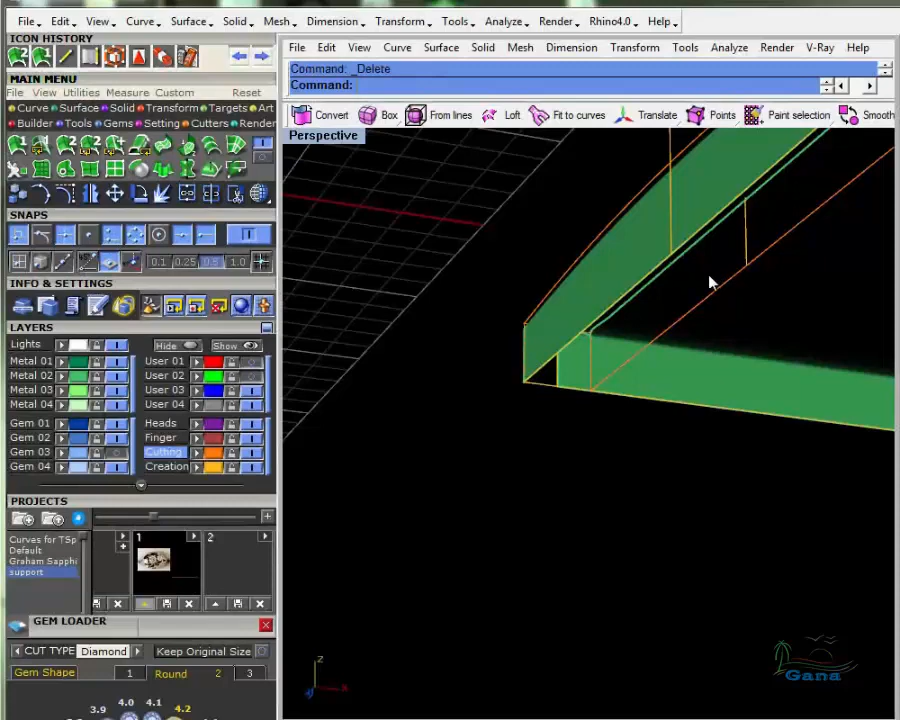 File Edit View Curve Surface Solid Mesh Dimension Transform Tools Analyze Render Rhino4.0 Help
ICON HISTORY
MAIN MENU
File View Utilities Measure Custom Reset
Curve Surface Solid Transform Targets Art
Builder Tools Gems Setting Cutters Render
SNAPS
0.1 0.25 0.5 1.0
INFO & SETTINGS
LAYERS
Lights Hide Show
Metal 01 User 01
Metal 02 User 02
Metal 03 User 03
Metal 04 User 04
Gem 01 Heads
Gem 02 Finger
Gem 03 Cutting
Gem 04 Creation
PROJECTS
Curves for TSp
Default
Graham Sapphi
support
1 2
GEM LOADER
CUT TYPE Diamond Keep Original Size
Gem Shape 1 Round 2 3
3.9 4.0 4.1 4.2
File Edit View Curve Surface Solid Mesh Dimension Transform Tools Analyze Render V-Ray Help
Command: _Delete
Command:
Convert Box From lines Loft Fit to curves Translate Points Paint selection Smooth
Perspective
z
x
Gana